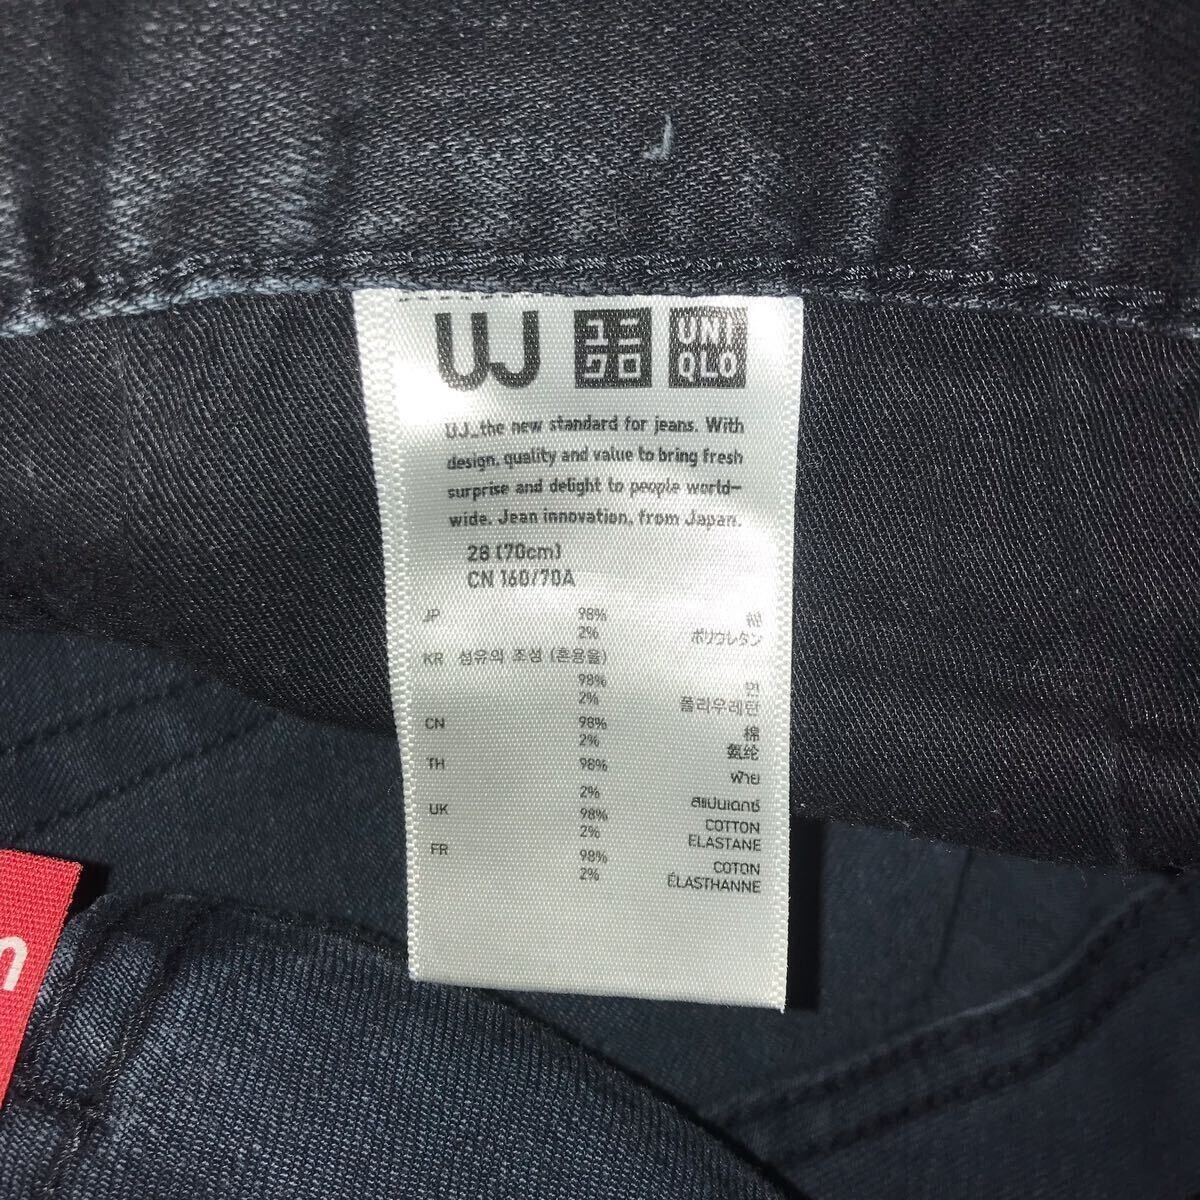 UJ ユニ UNI
クロ QLO
UJ_the new standard for jeans. With
design, quality and value to bring fresh
surprise and delight to people world-
wide. Jean innovation, from Japan.
28 (70cm)
CN 160/70A
JP 98% 綿
2% ポリウレタン
KR 섬유의 조성 (혼용율)
98% 면
2% 폴리우레탄
CN 98% 棉
2% 氨纶
TH 98% ฝ้าย
2% สแปนเดกซ์
UK 98% COTTON
2% ELASTANE
FR 98% COTON
2% ÉLASTHANNE